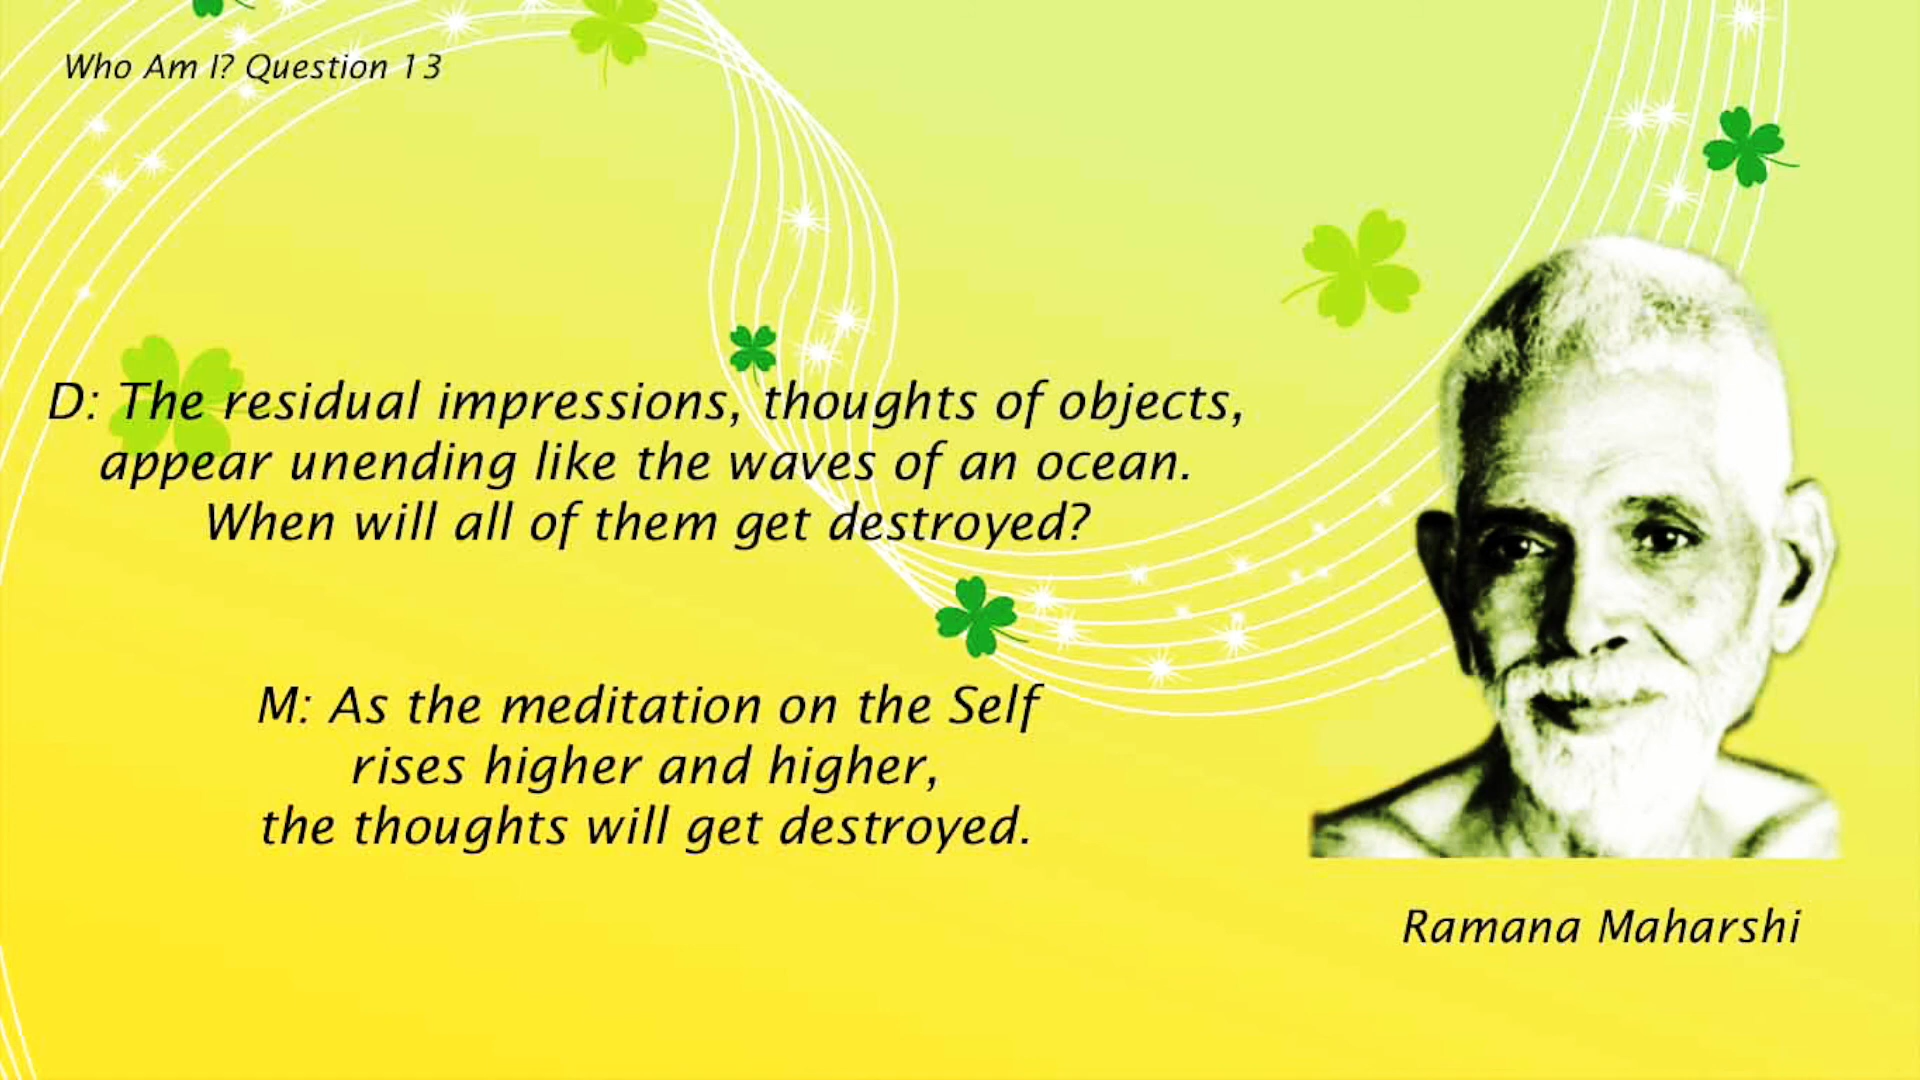 Who Am I? Question 13
D: The residual impressions, thoughts of objects,
appear unending like the waves of an ocean.
When will all of them get destroyed?
M: As the meditation on the Self
rises higher and higher,
the thoughts will get destroyed.
Ramana Maharshi